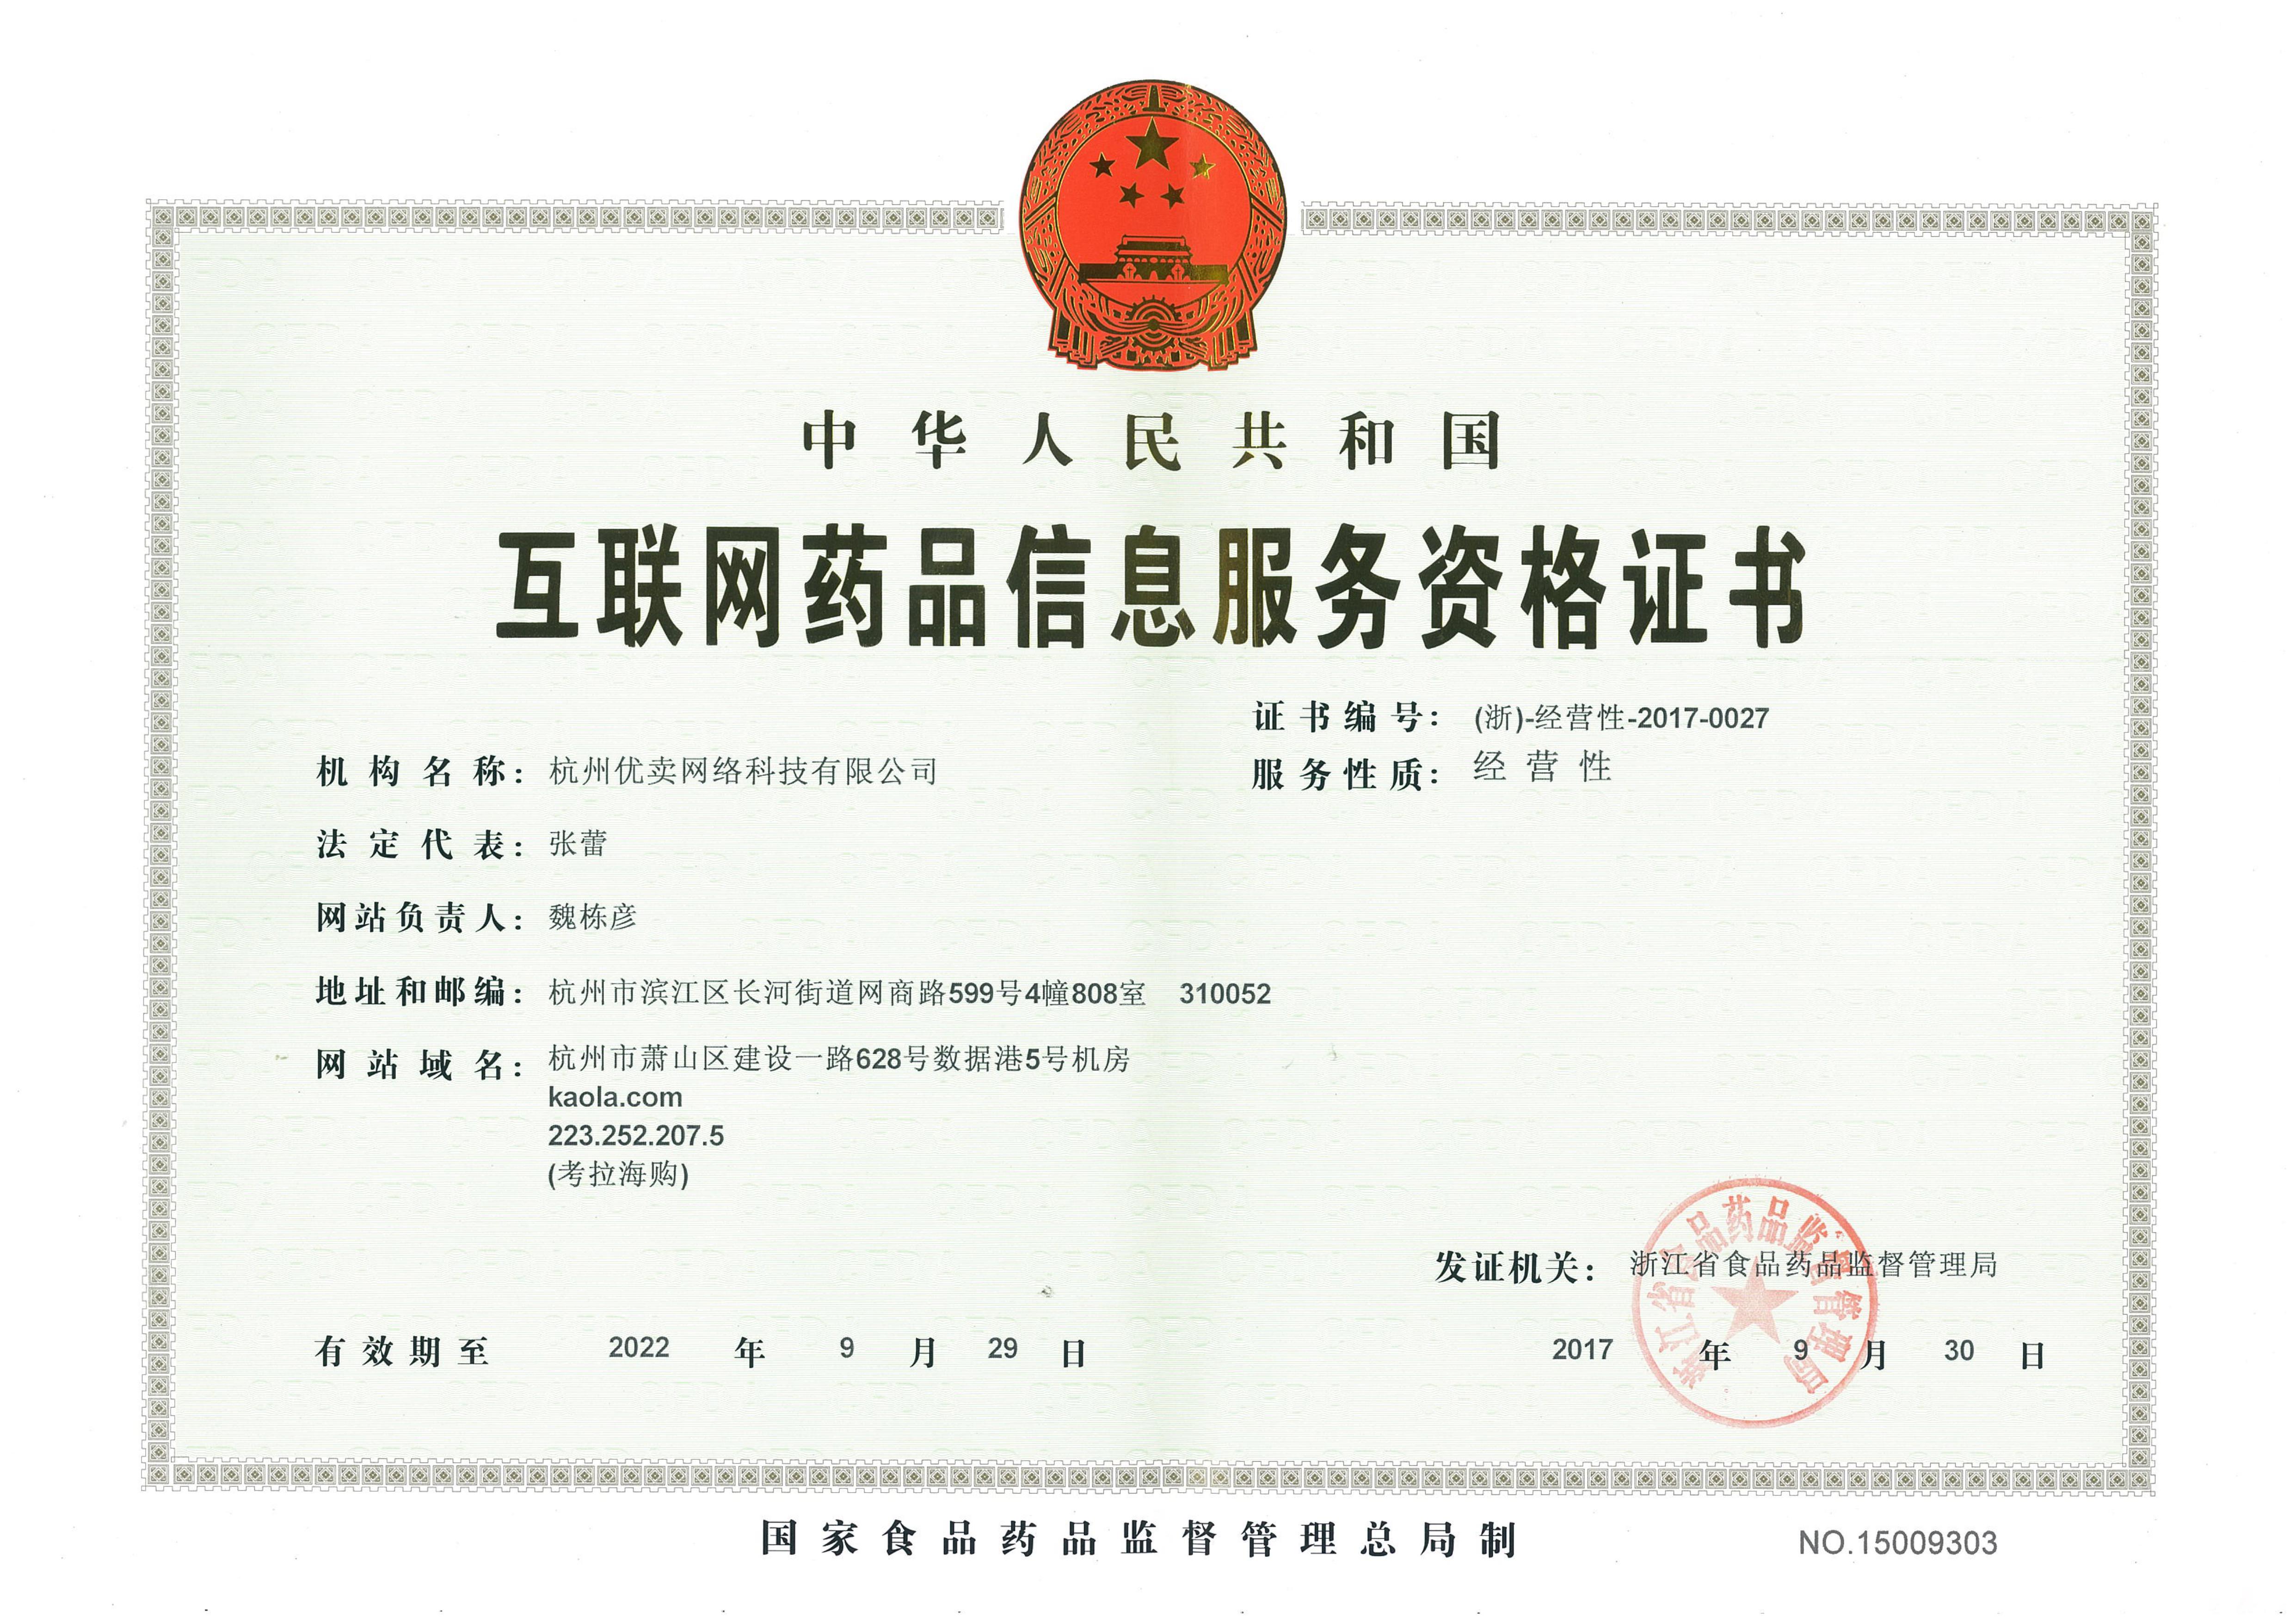 中华人民共和国
互联网药品信息服务资格证书
证书编号：(浙)-经营性-2017-0027
机构名称：杭州优卖网络科技有限公司
服务性质：经营性
法定代表：张蕾
网站负责人：魏栋彦
地址和邮编：杭州市滨江区长河街道网商路599号4幢808室 310052
网站域名：杭州市萧山区建设一路628号数据港5号机房
kaola.com
223.252.207.5
(考拉海购)
发证机关：浙江省食品药品监督管理局
浙江省食品药品监督管理局
有效期至 2022 年 9 月 29 日
2017 年 9 月 30 日
国家食品药品监督管理总局制
NO.15009303